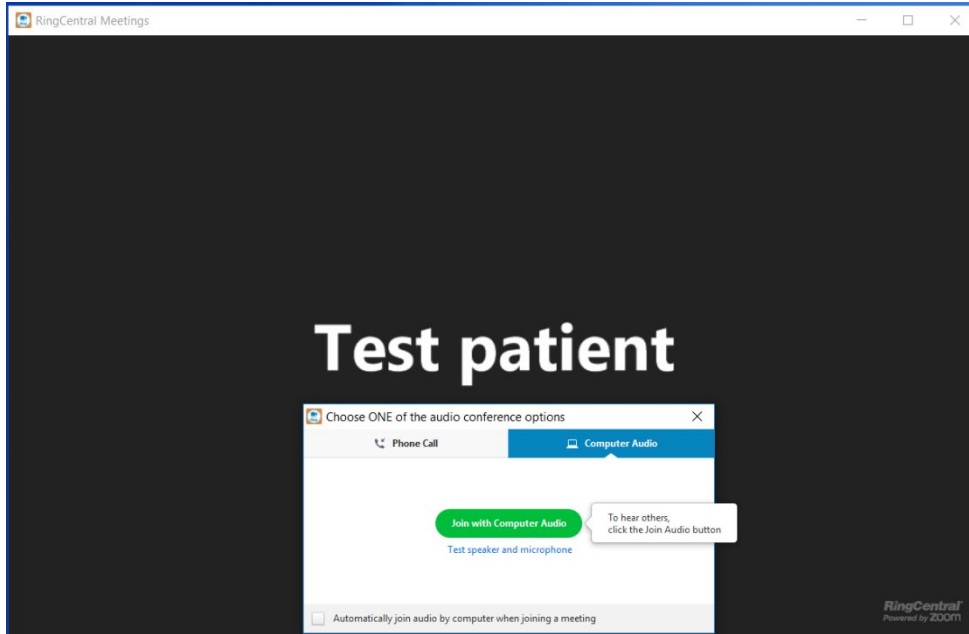 RingCentral Meetings
Test patient
Choose ONE of the audio conference options
Phone Call
Computer Audio
Join with Computer Audio
To hear others,
click the Join Audio button
Test speaker and microphone
Automatically join audio by computer when joining a meeting
RingCentral
Powered by ZOOM